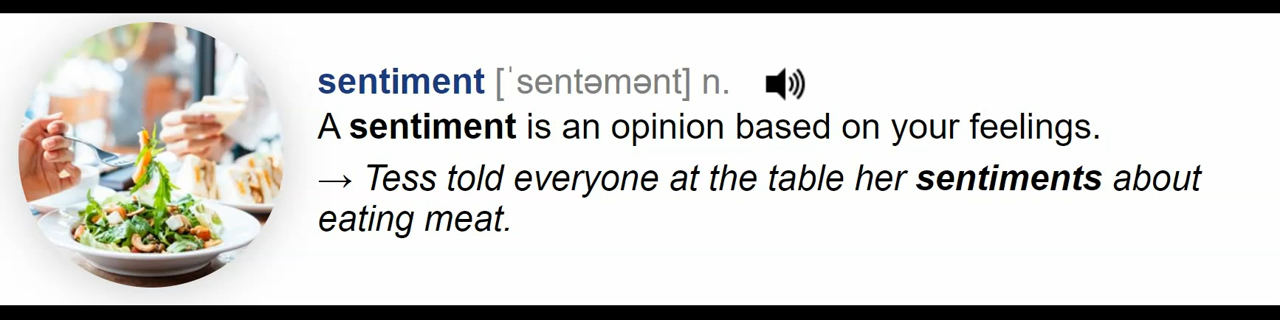 sentiment [ˈsentəmənt] n.
A sentiment is an opinion based on your feelings.
→ Tess told everyone at the table her sentiments about
eating meat.